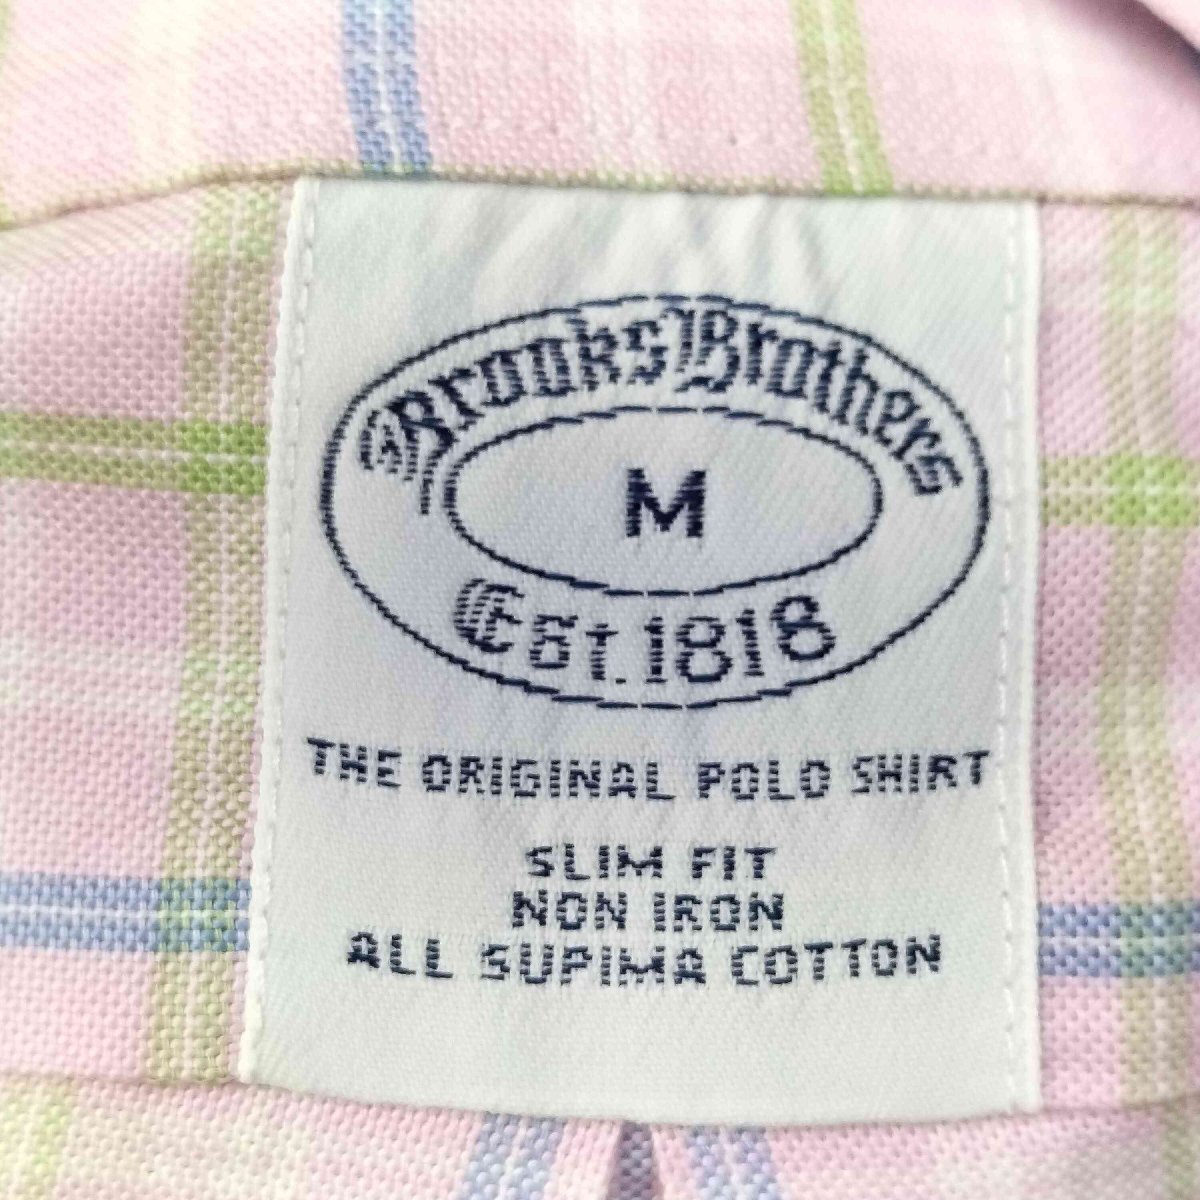 Brooks Brothers
M
Est. 1818
THE ORIGINAL POLO SHIRT
SLIM FIT
NON IRON
ALL SUPIMA COTTON